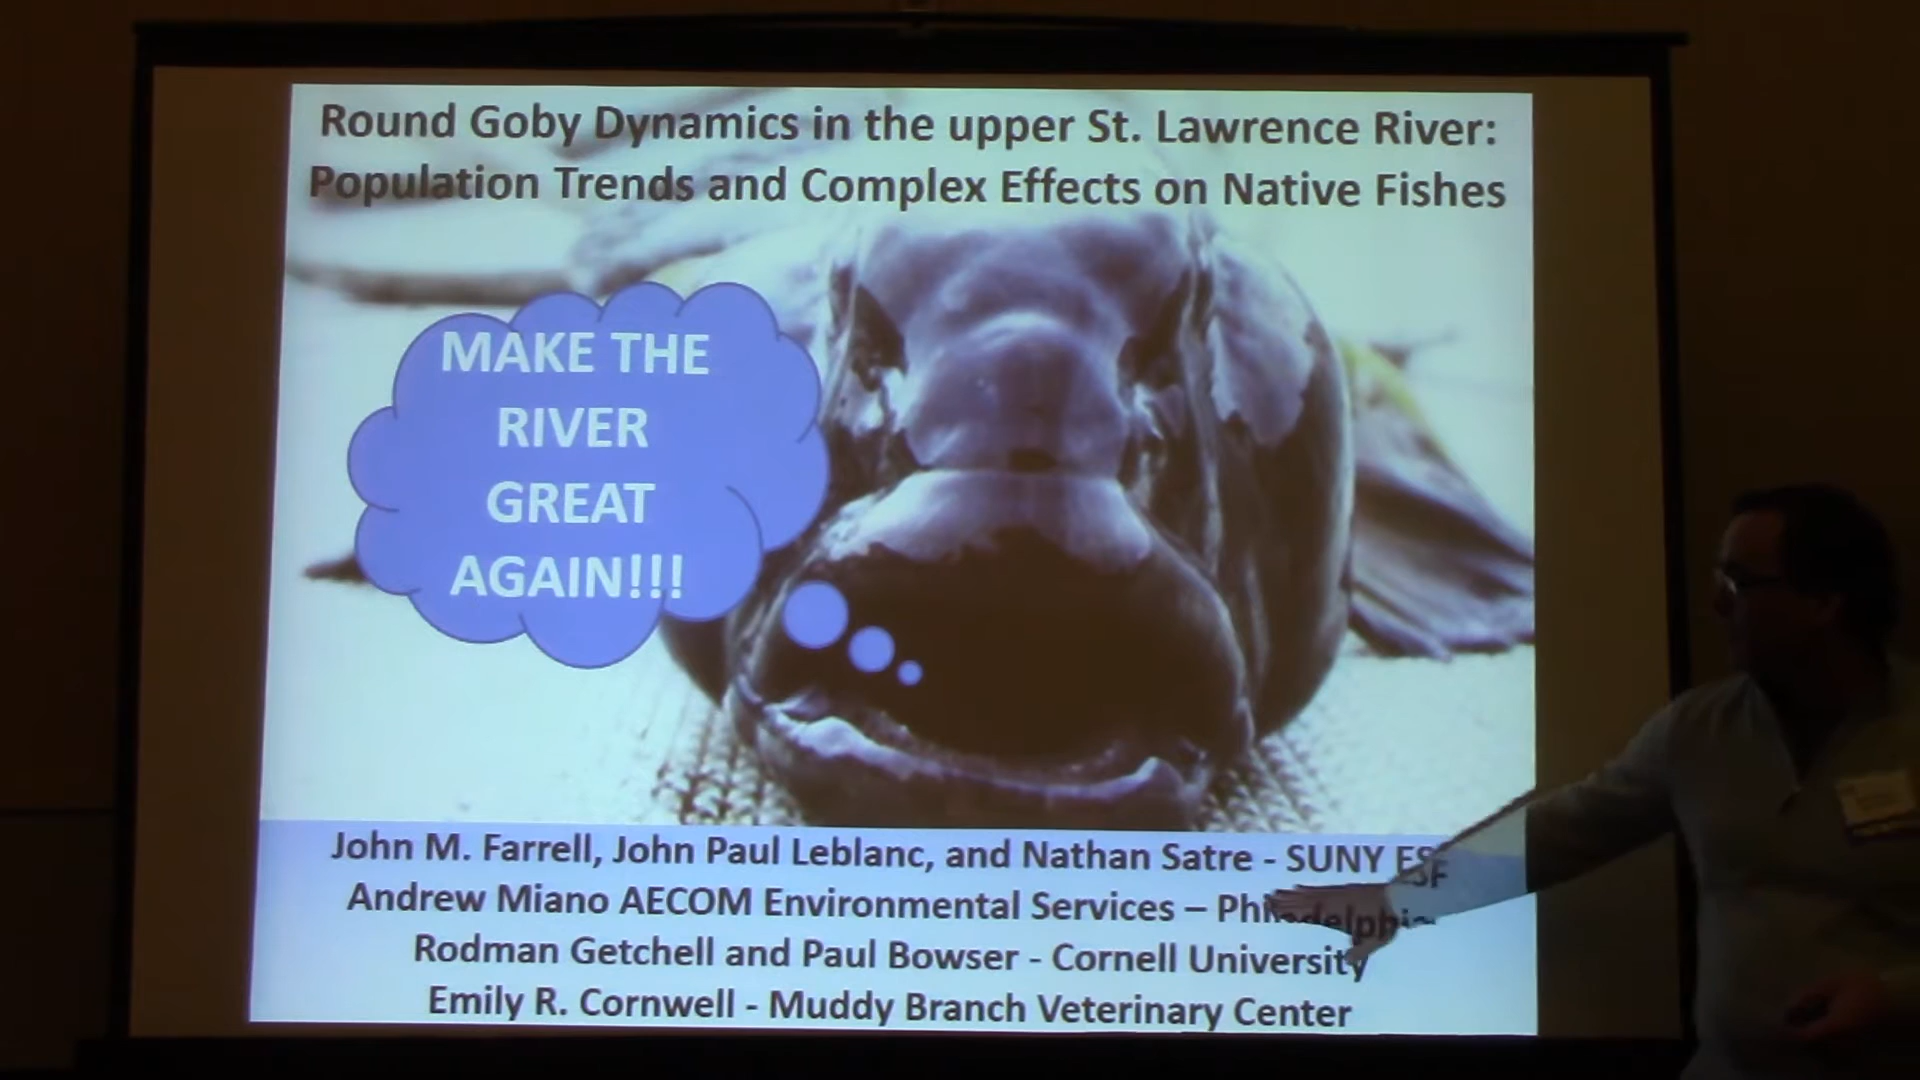 Round Goby Dynamics in the upper St. Lawrence River:
Population Trends and Complex Effects on Native Fishes
MAKE THE
RIVER
GREAT
AGAIN!!!
John M. Farrell, John Paul Leblanc, and Nathan Satre - SUNY ESF
Andrew Miano AECOM Environmental Services – Philadelphia
Rodman Getchell and Paul Bowser - Cornell University
Emily R. Cornwell - Muddy Branch Veterinary Center